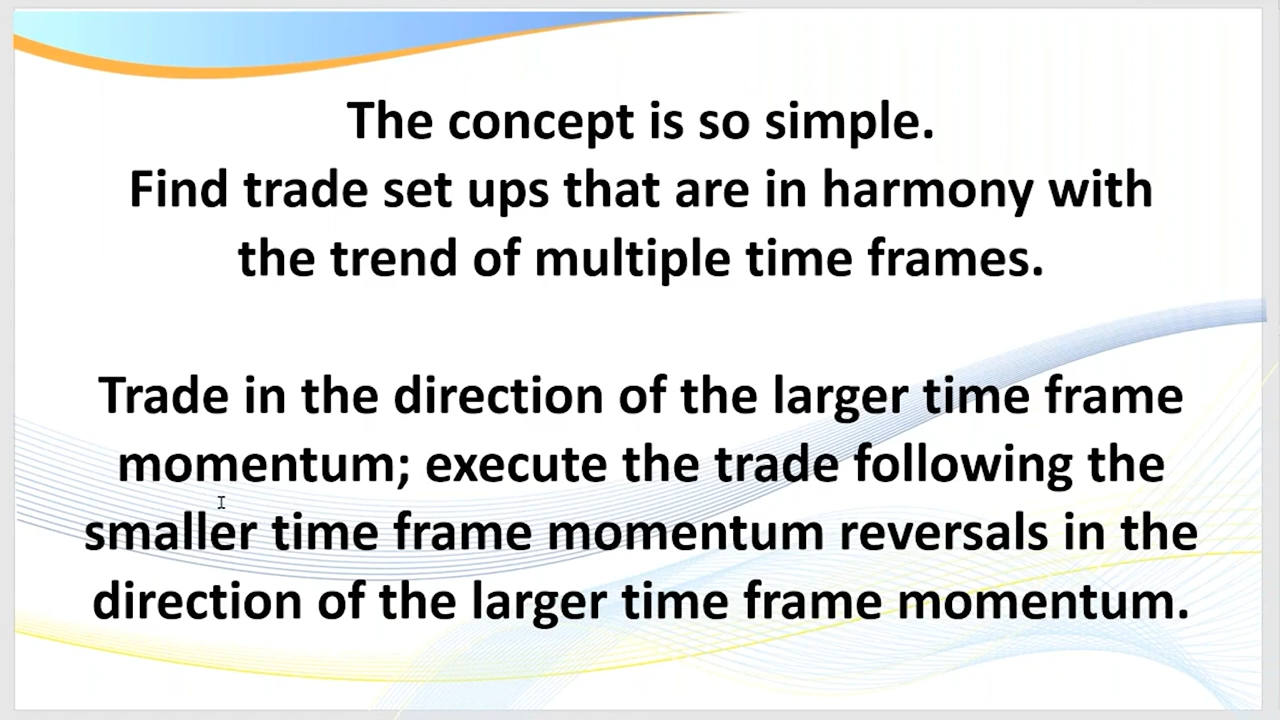 The concept is so simple.
Find trade set ups that are in harmony with
the trend of multiple time frames.
Trade in the direction of the larger time frame
momentum; execute the trade following the
smaller time frame momentum reversals in the
direction of the larger time frame momentum.